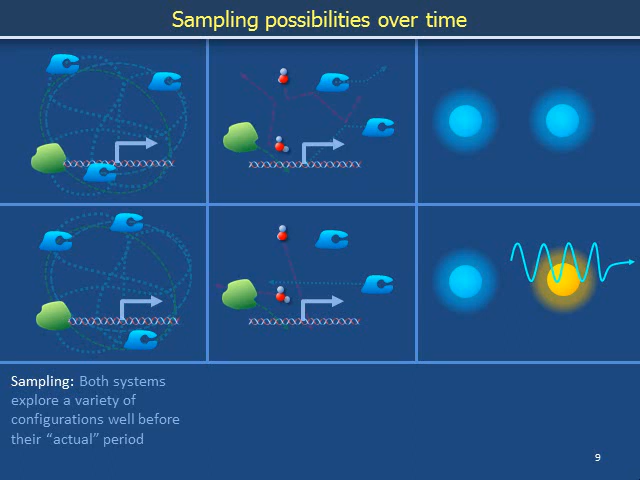 Sampling possibilities over time
Sampling: Both systems
explore a variety of
configurations well before
their “actual” period
9